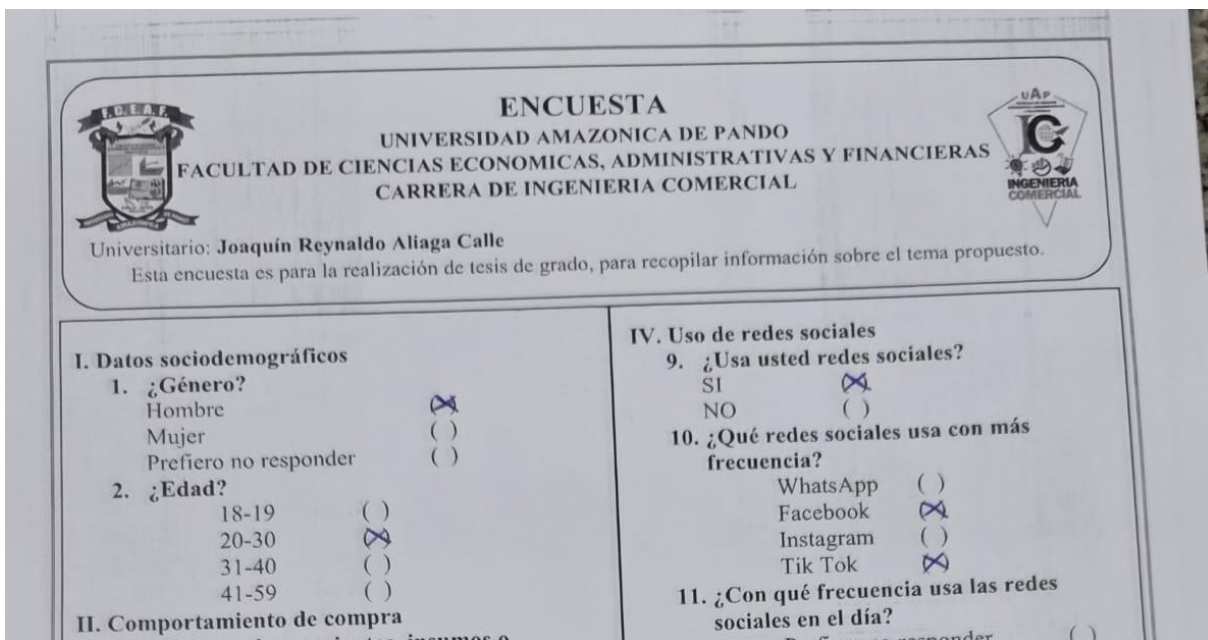 ENCUESTA
UNIVERSIDAD AMAZONICA DE PANDO
FACULTAD DE CIENCIAS ECONOMICAS, ADMINISTRATIVAS Y FINANCIERAS
CARRERA DE INGENIERIA COMERCIAL
UAP
IC
INGENIERIA
COMERCIAL
Universitario: Joaquín Reynaldo Aliaga Calle
Esta encuesta es para la realización de tesis de grado, para recopilar información sobre el tema propuesto.
I. Datos sociodemográficos
1. ¿Género?
Hombre (X)
Mujer ( )
Prefiero no responder ( )
2. ¿Edad?
18-19 ( )
20-30 (X)
31-40 ( )
41-59 ( )
II. Comportamiento de compra
IV. Uso de redes sociales
9. ¿Usa usted redes sociales?
SI (X)
NO ( )
10. ¿Qué redes sociales usa con más
frecuencia?
WhatsApp ( )
Facebook (X)
Instagram ( )
Tik Tok (X)
11. ¿Con qué frecuencia usa las redes
sociales en el día?